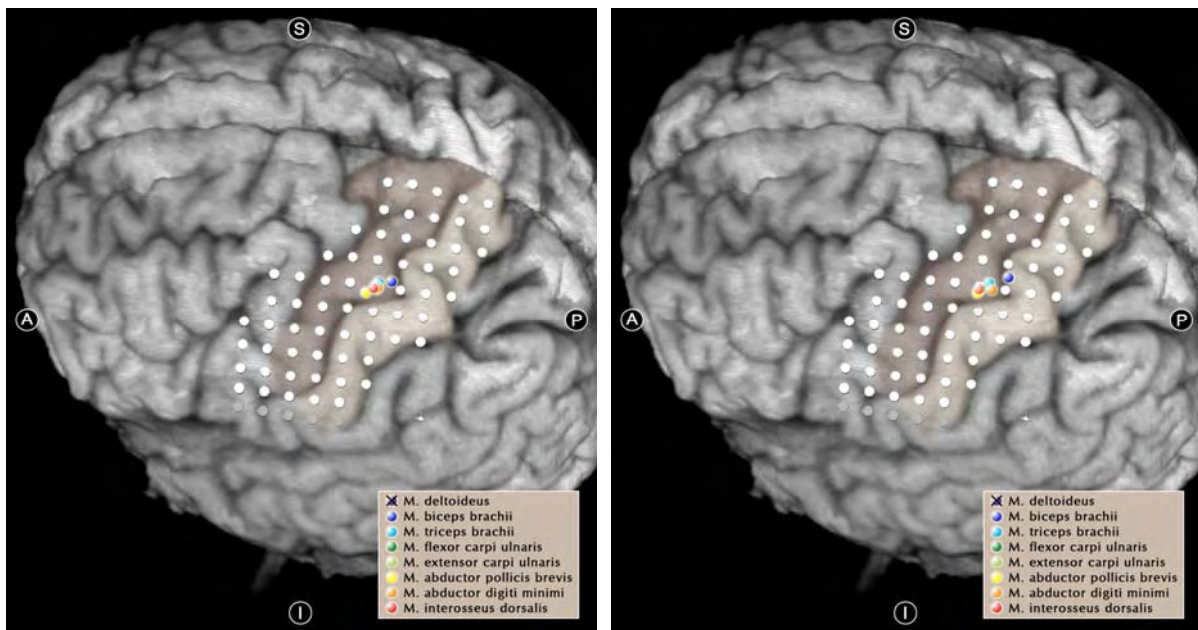 S
A
P
M. deltoideus
M. biceps brachii
M. triceps brachii
M. flexor carpi ulnaris
M. extensor carpi ulnaris
M. abductor pollicis brevis
M. abductor digiti minimi
M. interosseus dorsalis
I
S
A
P
M. deltoideus
M. biceps brachii
M. triceps brachii
M. flexor carpi ulnaris
M. extensor carpi ulnaris
M. abductor pollicis brevis
M. abductor digiti minimi
M. interosseus dorsalis
I